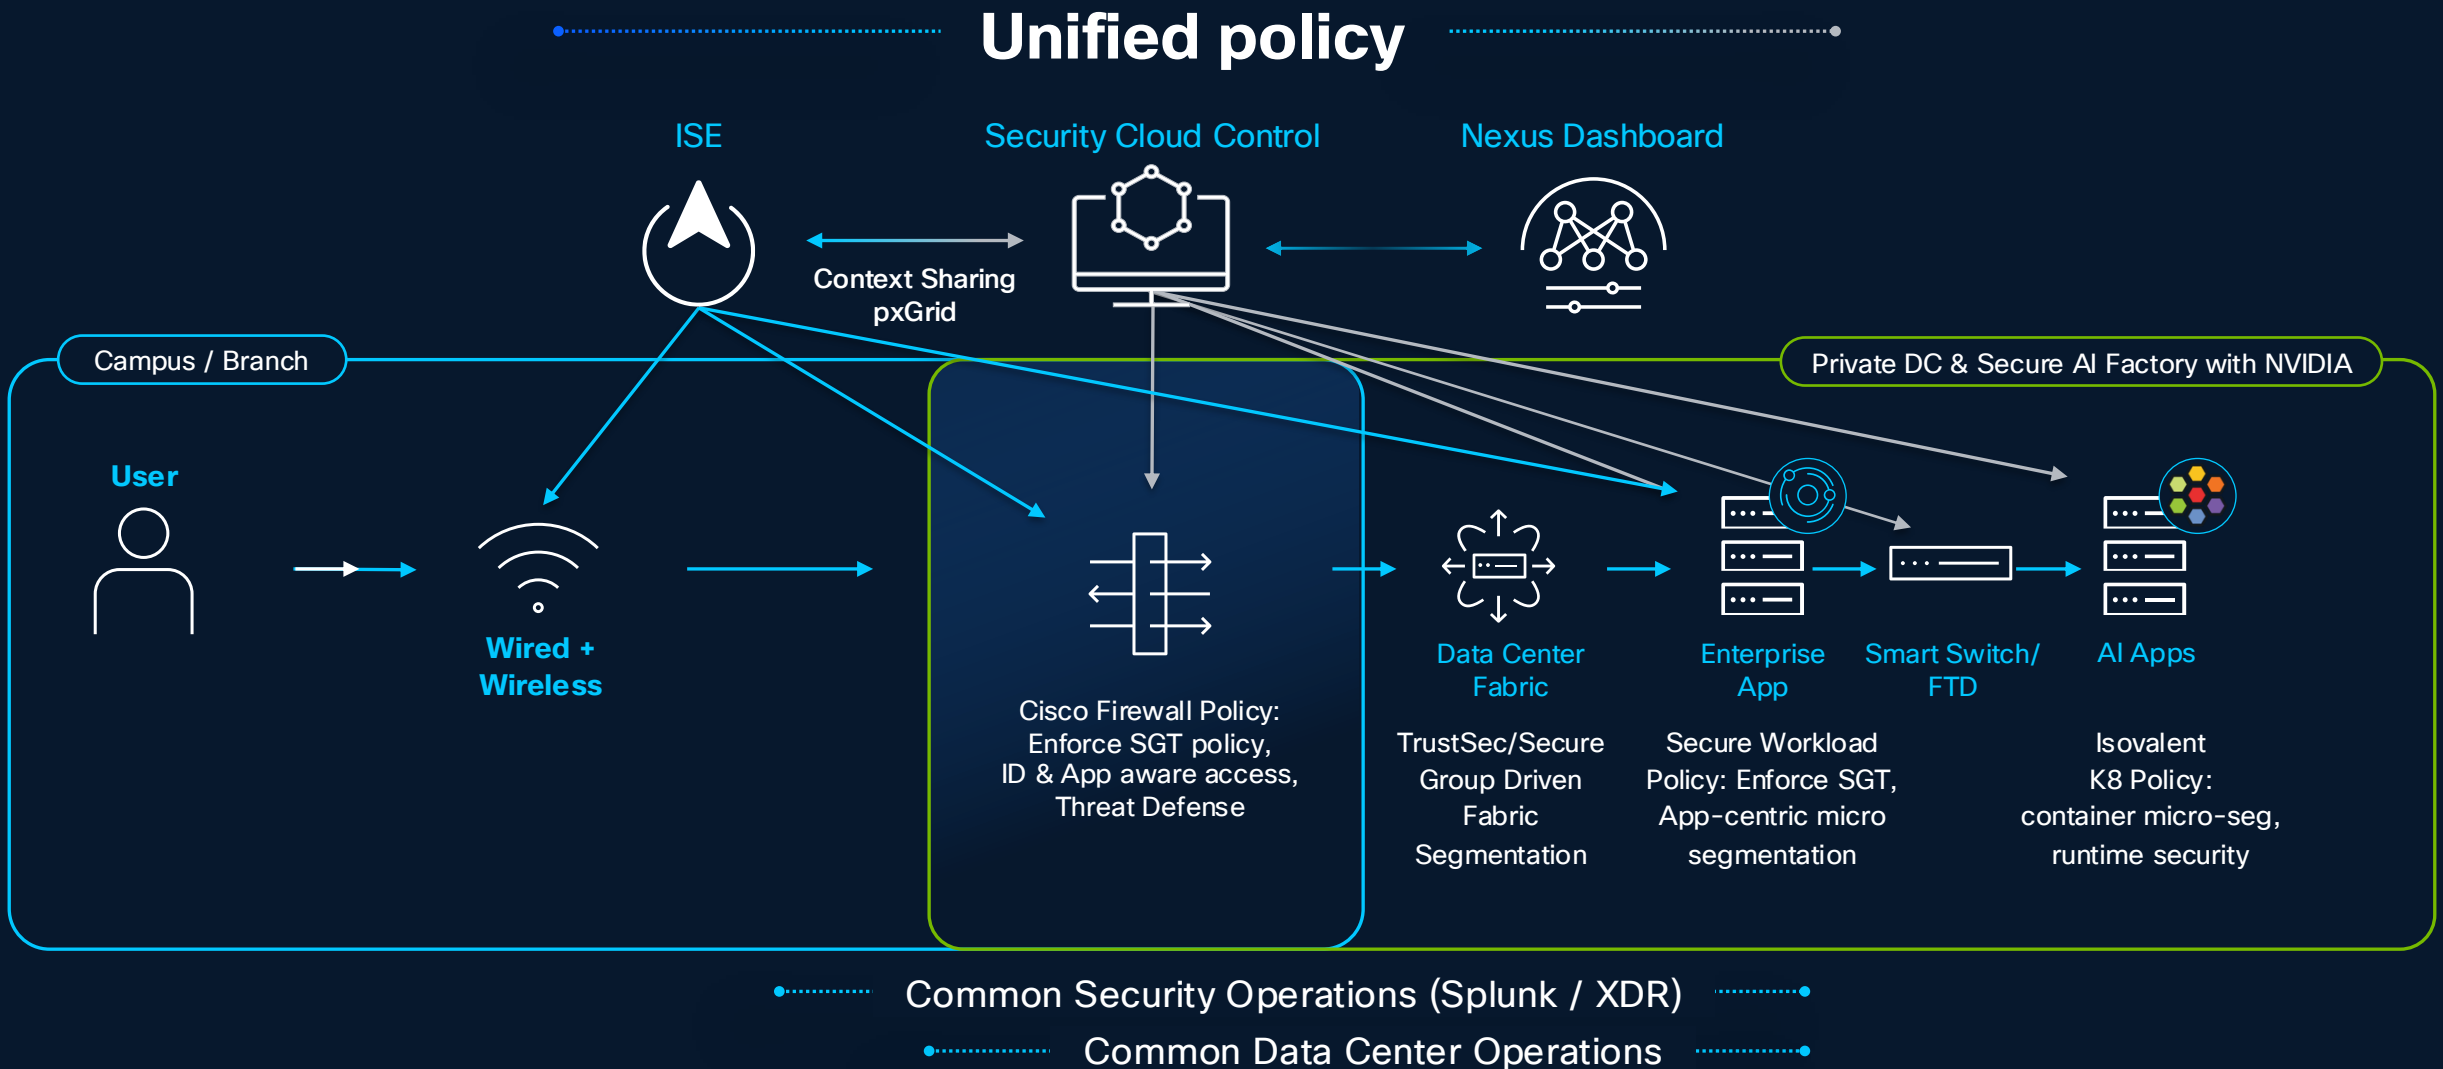 Unified policy
ISE
Security Cloud Control
Nexus Dashboard
Context Sharing
pxGrid
Campus / Branch
Private DC & Secure AI Factory with NVIDIA
User
Wired +
Wireless
Cisco Firewall Policy:
Enforce SGT policy,
ID & App aware access,
Threat Defense
Data Center
Fabric
TrustSec/Secure
Group Driven
Fabric
Segmentation
Enterprise
App
Secure Workload
Policy: Enforce SGT,
App-centric micro
segmentation
Smart Switch/
FTD
AI Apps
Isovalent
K8 Policy:
container micro-seg,
runtime security
Common Security Operations (Splunk / XDR)
Common Data Center Operations